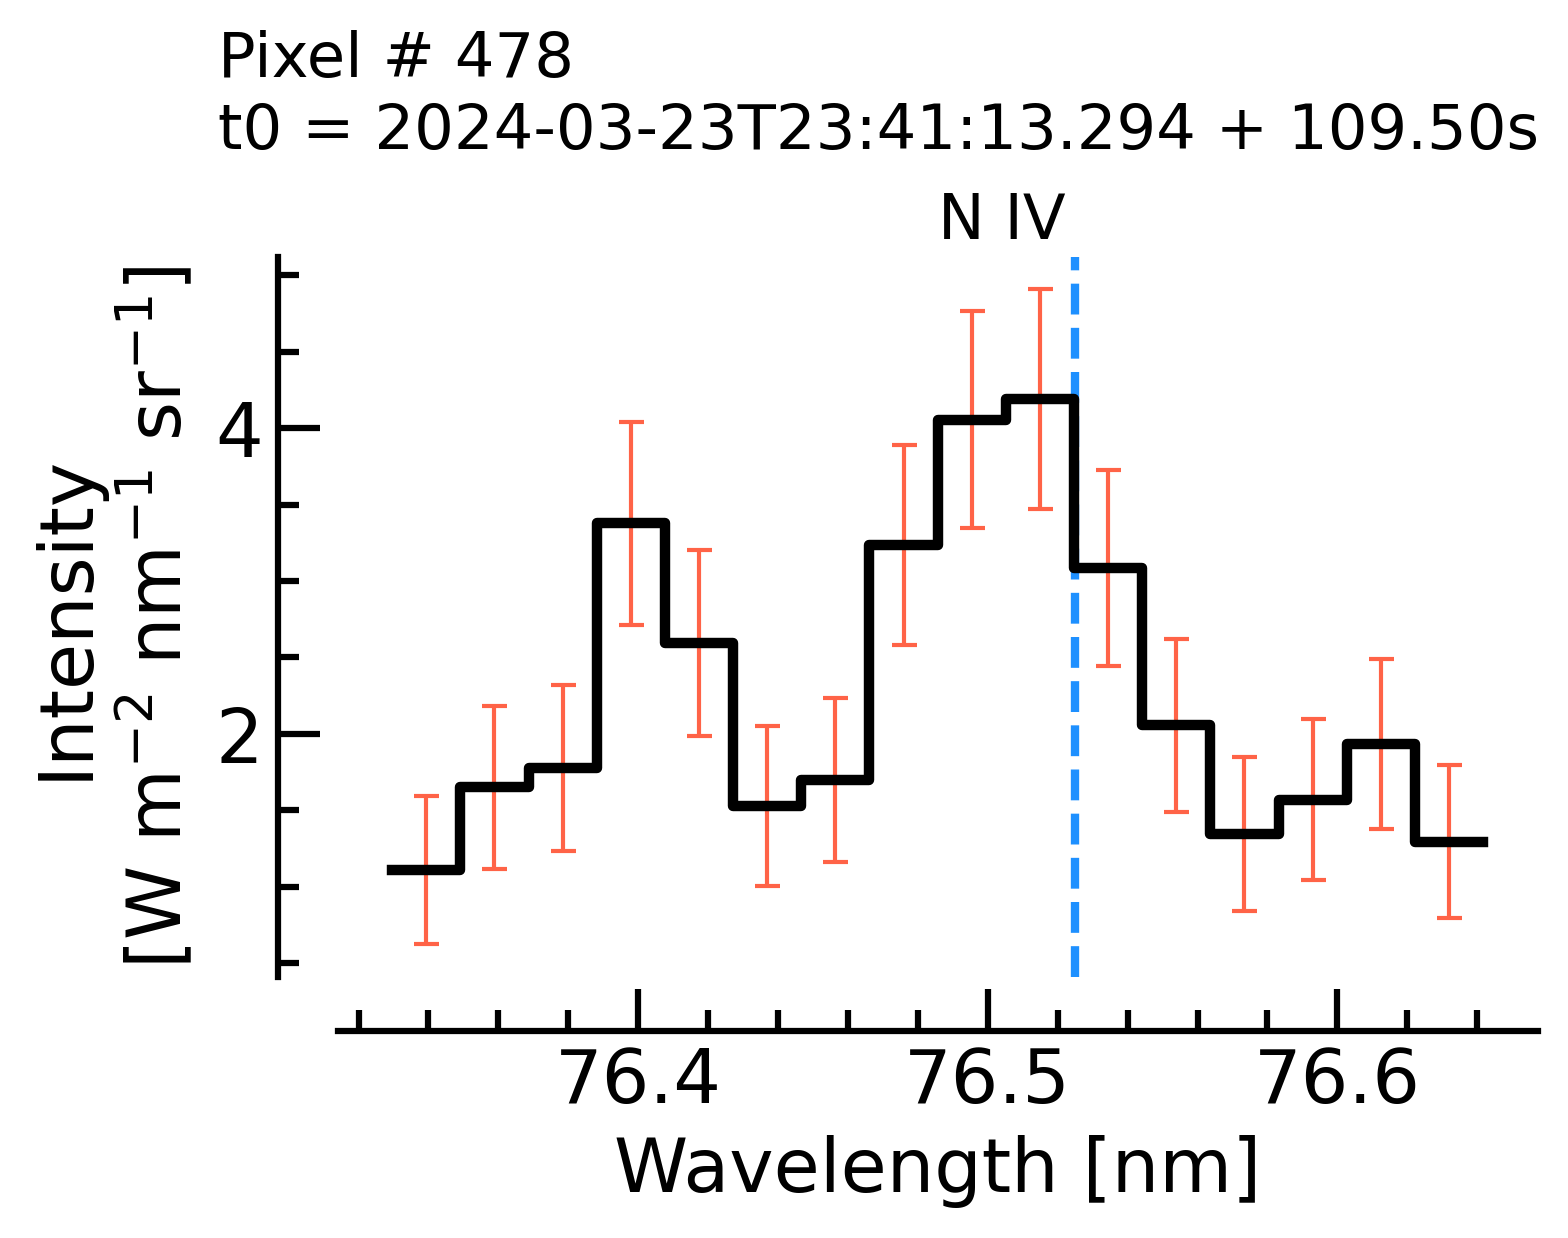 Pixel # 478
t0 = 2024-03-23T23:41:13.294 + 109.50s
N IV
Intensity
[W m⁻² nm⁻¹ sr⁻¹]
4
2
76.4 76.5 76.6
Wavelength [nm]